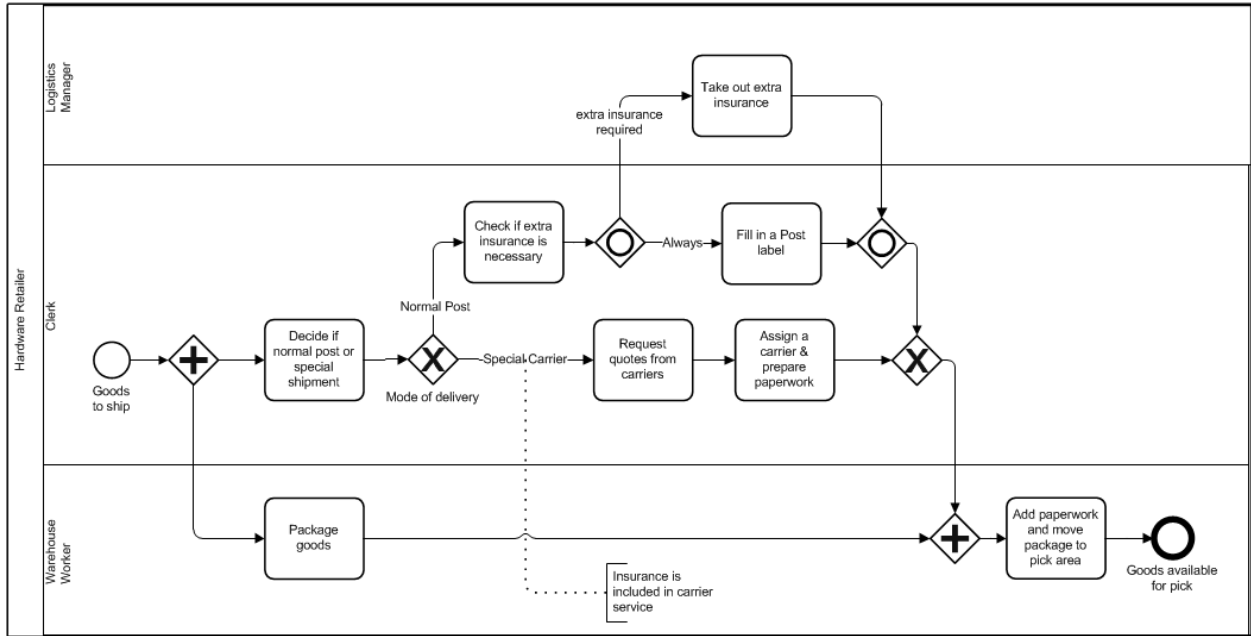 Hardware Retailer
Logistics
Manager
Take out extra
insurance
extra insurance
required
Clerk
Check if extra
insurance is
necessary
Always
Fill in a Post
label
Normal Post
Goods
to ship
Decide if
normal post or
special
shipment
Mode of delivery
Special Carrier
Request
quotes from
carriers
Assign a
carrier &
prepare
paperwork
Warehouse
Worker
Package
goods
Insurance is
included in carrier
service
Add paperwork
and move
package to
pick area
Goods available
for pick